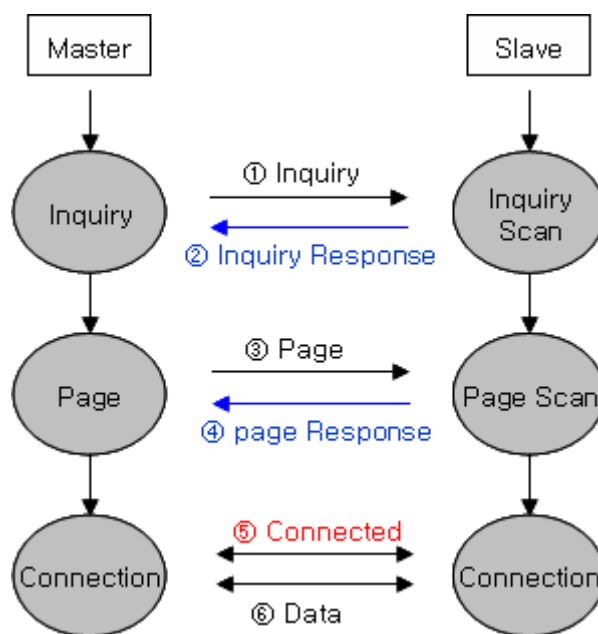 Master
Slave
① Inquiry
Inquiry
Inquiry
Scan
② Inquiry Response
③ Page
Page
Page Scan
④ page Response
⑤ Connected
Connection
Connection
⑥ Data